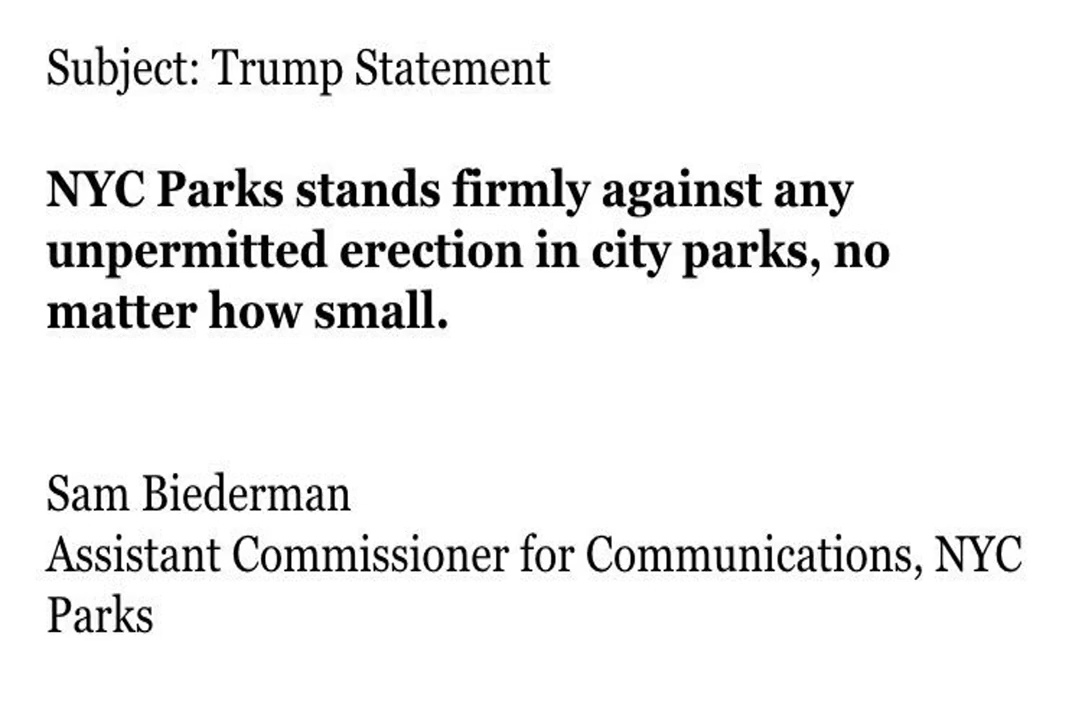 Subject: Trump Statement
NYC Parks stands firmly against any
unpermitted erection in city parks, no
matter how small.
Sam Biederman
Assistant Commissioner for Communications, NYC
Parks